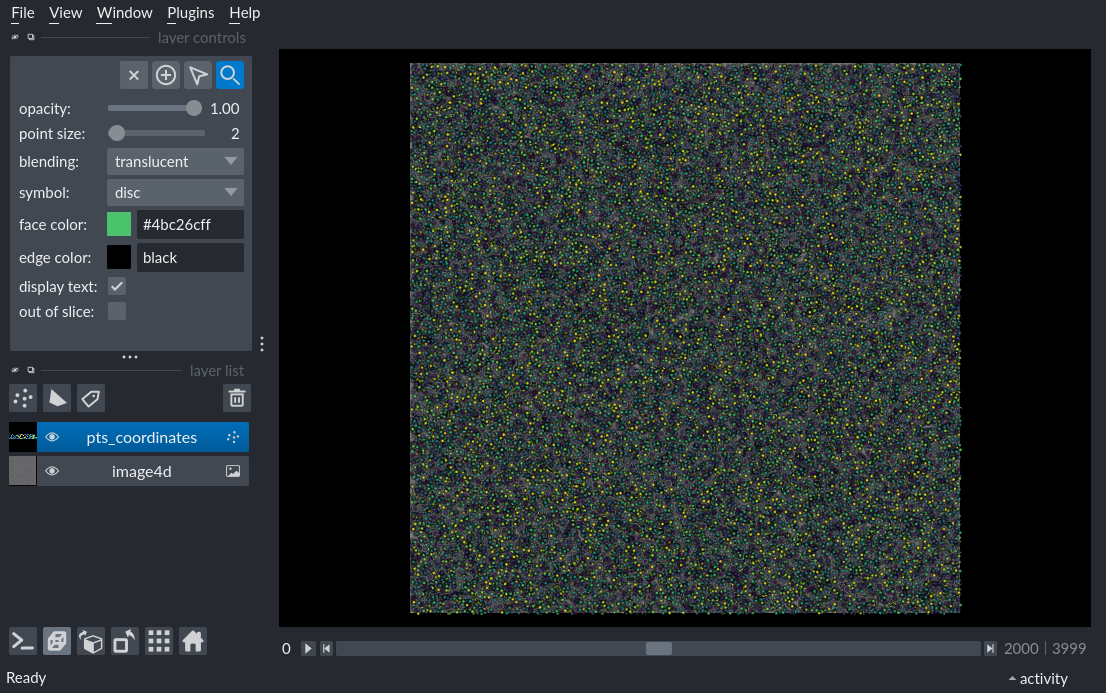 File View Window Plugins Help
layer controls
opacity: 1.00
point size: 2
blending: translucent
symbol: disc
face color: #4bc26cff
edge color: black
display text:
out of slice:
layer list
pts_coordinates
image4d
0 2000 3999
Ready activity